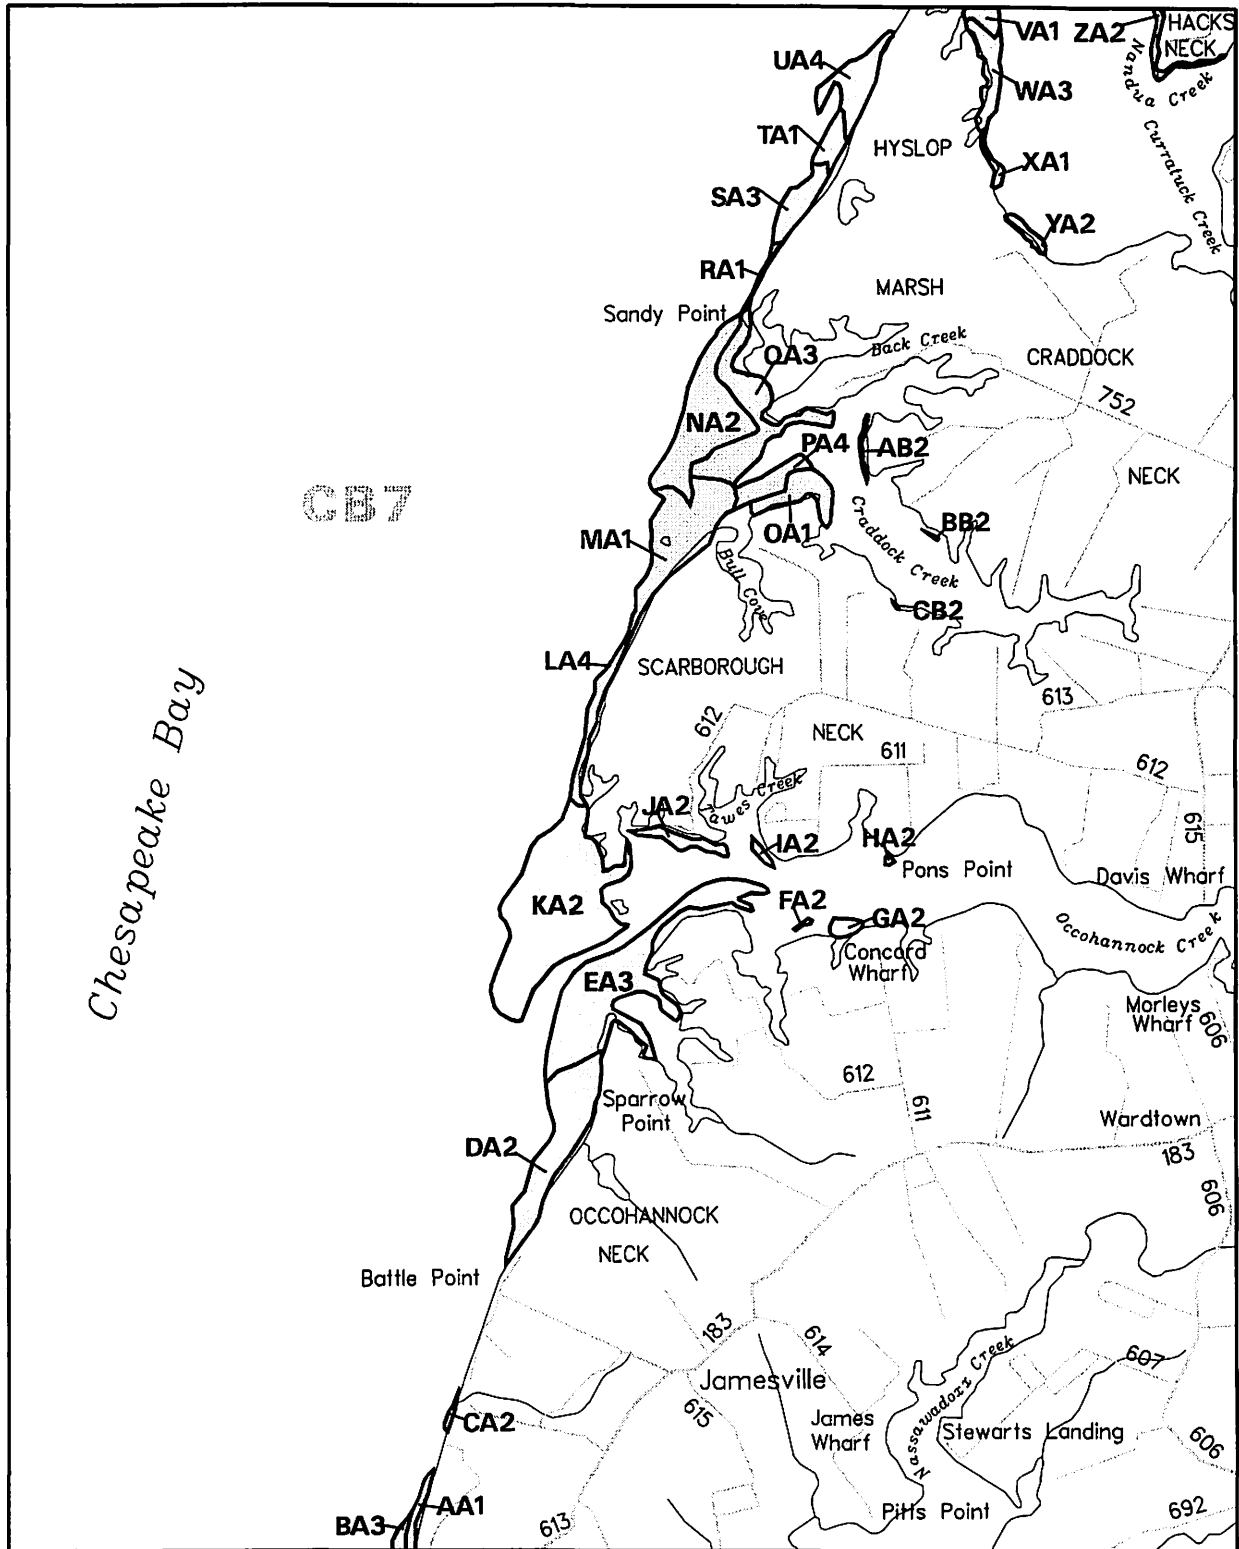 VA1
ZA2
HACKS
NECK
UA4
Nandua Creek
WA3
TA1
HYSLOP
Curratuck Creek
XA1
SA3
YA2
RA1
MARSH
Sandy Point
Back Creek
QA3
CRADDOCK
752
NA2
PA4
AB2
NECK
CB7
Craddock Creek
BB2
MA1
OA1
Bull Cove
CB2
LA4
SCARBOROUGH
613
Chesapeake Bay
612
NECK
611
612
Tawes Creek
JA2
615
IA2
HA2
Pons Point
Davis Wharf
KA2
FA2
GA2
Occohannock Creek
Concord
Wharf
EA3
Morleys
Wharf
606
612
611
Sparrow
Point
Wardtown
DA2
183
606
OCCOHANNOCK
NECK
Battle Point
183
614
607
Nassawadox Creek
Jamesville
615
James
Wharf
Stewarts Landing
CA2
606
AA1
BA3
613
Pitts Point
692